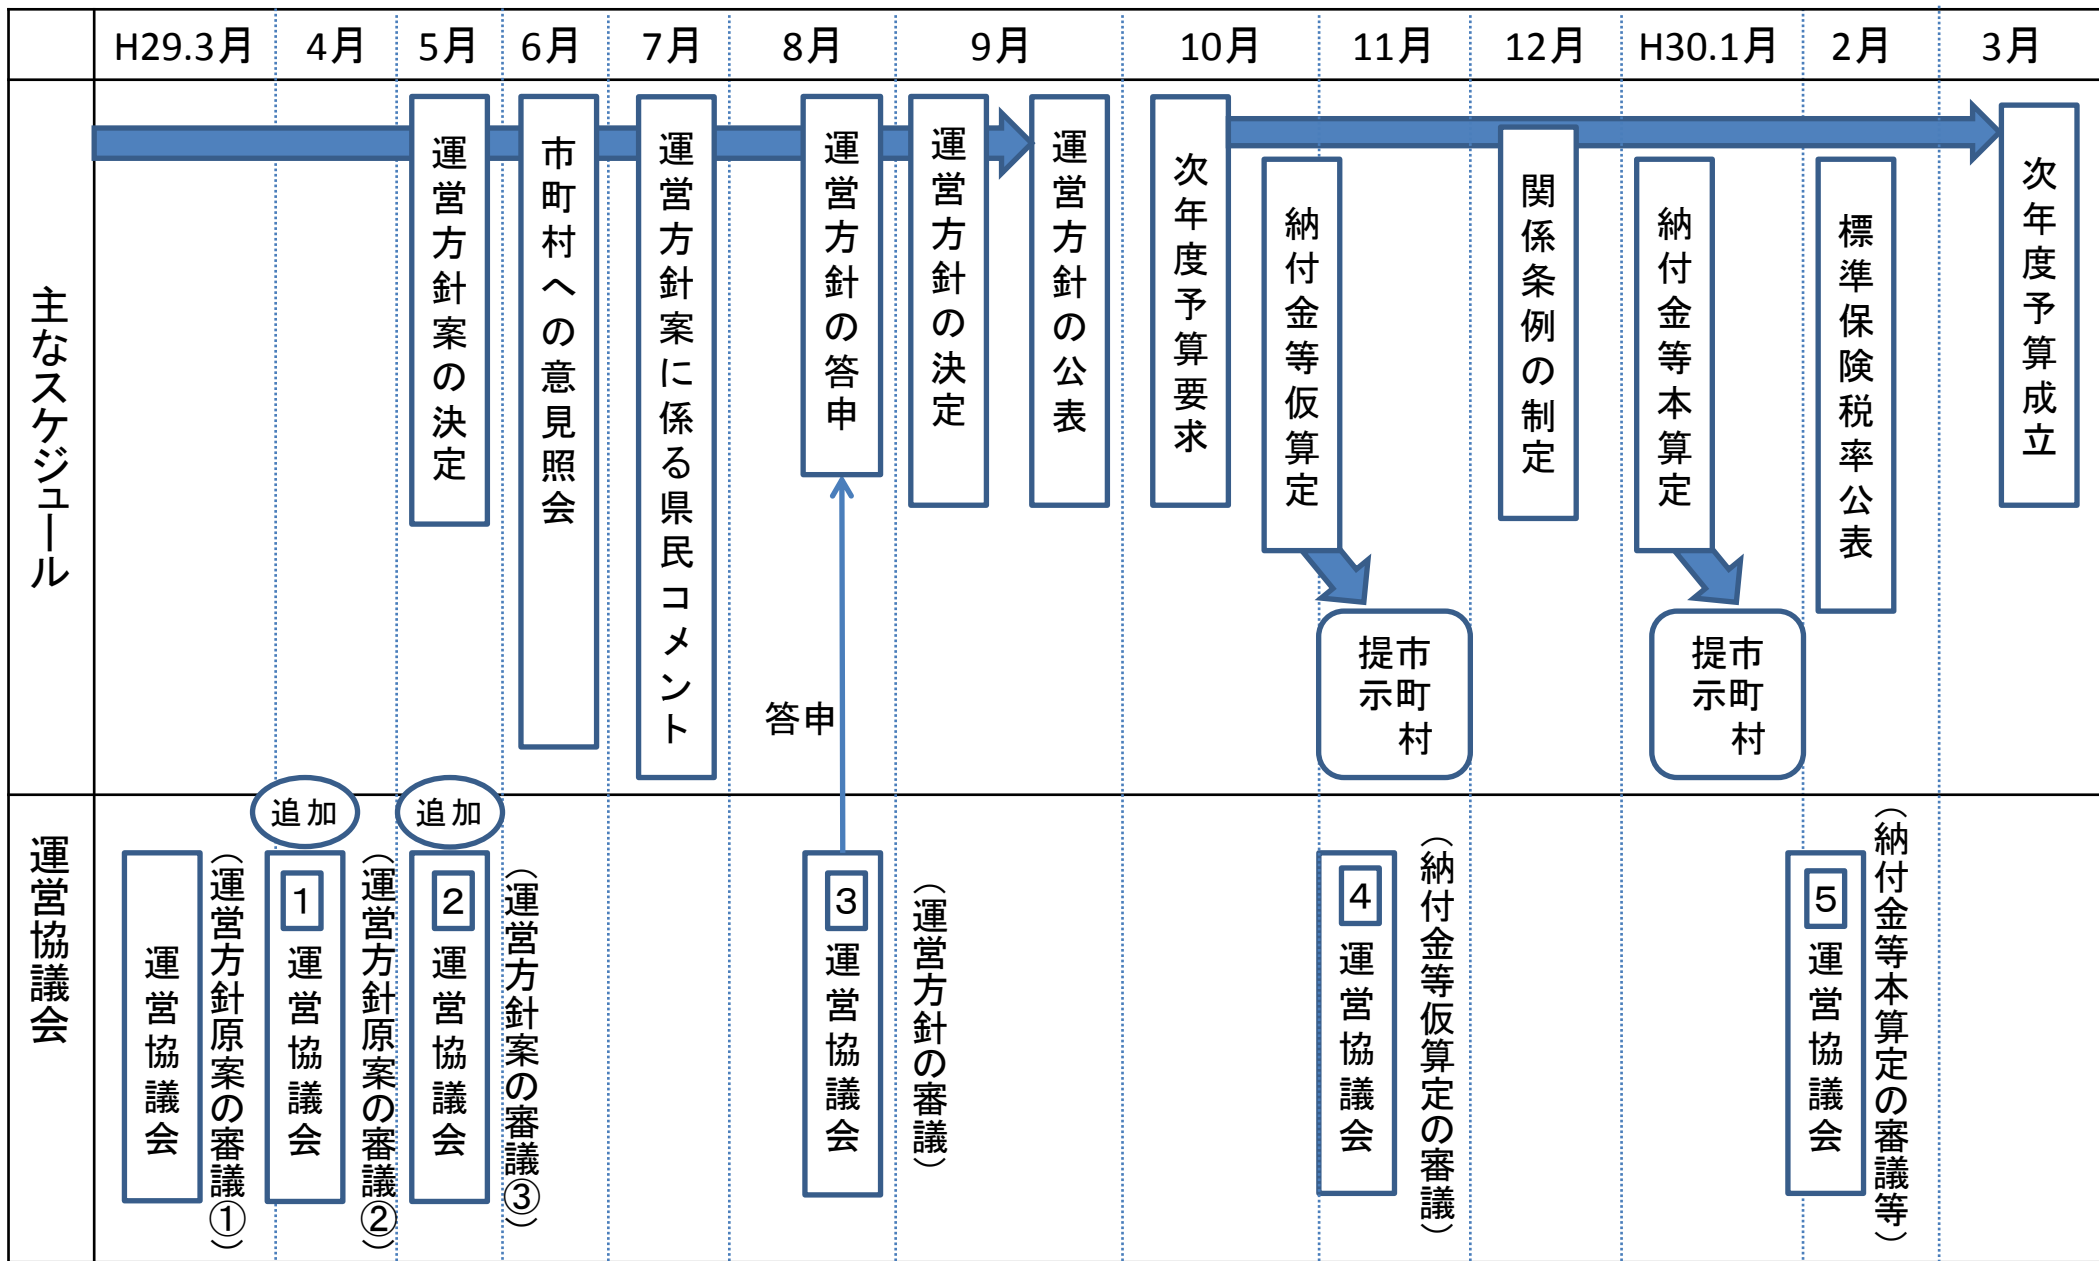 H29.3月
4月
5月
6月
7月
8月
9月
10月
11月
12月
H30.1月
2月
3月
主なスケジュール
運営方針案の決定
市町村への意見照会
運営方針案に係る県民コメント
運営方針の答申
運営方針の決定
運営方針の公表
次年度予算要求
納付金等仮算定
関係条例の制定
納付金等本算定
標準保険税率公表
次年度予算成立
市町村
提示
市町村
提示
答申
運営協議会
追加
追加
運営協議会
（運営方針原案の審議①）
1
運営協議会
（運営方針原案の審議②）
2
運営協議会
（運営方針案の審議③）
3
運営協議会
（運営方針の審議）
4
運営協議会
（納付金等仮算定の審議）
5
運営協議会
（納付金等本算定の審議等）